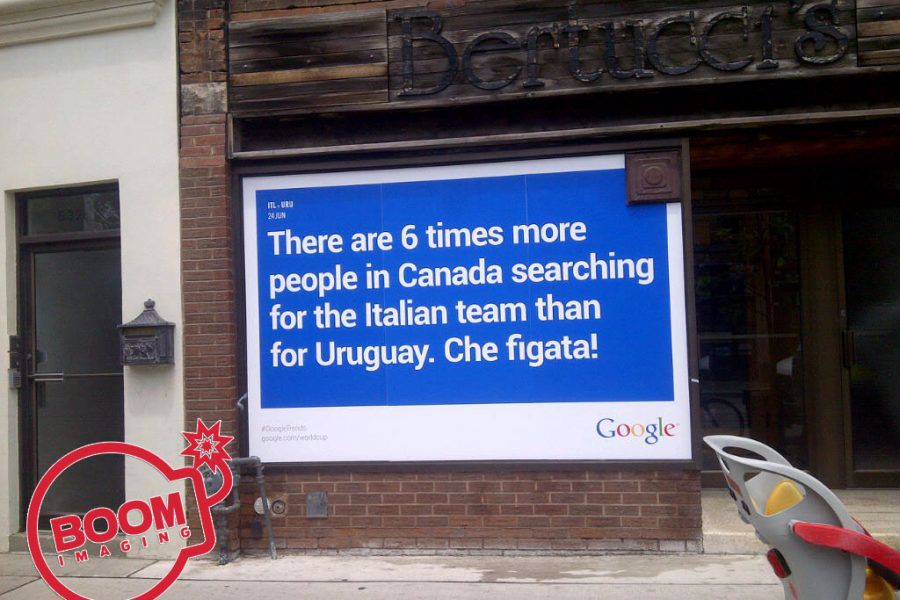 Bertucci's
ITL v URU
24 JUN
There are 6 times more
people in Canada searching
for the Italian team than
for Uruguay. Che figata!
#GoogleTrends
google.com/worldcup
Google
BOOM
IMAGING